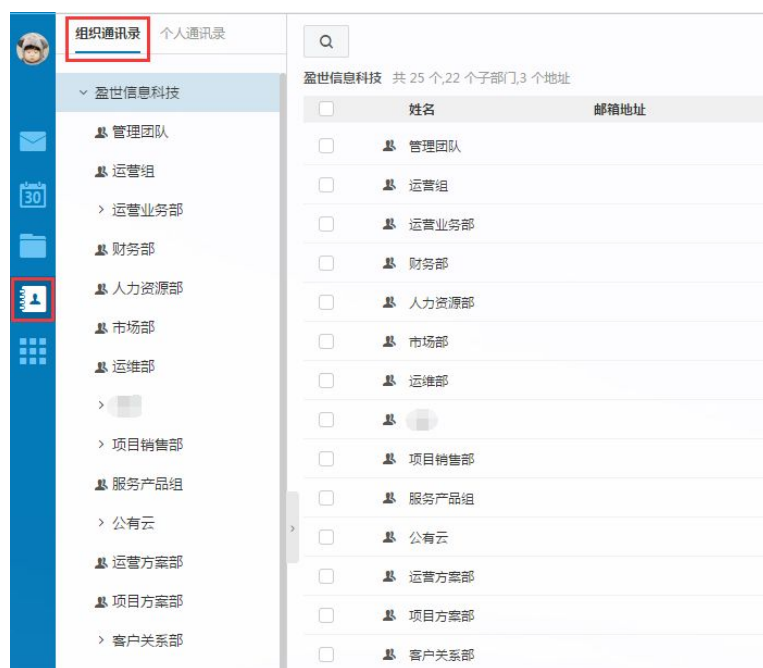 组织通讯录 个人通讯录
盈世信息科技
管理团队
运营组
运营业务部
财务部
人力资源部
市场部
运维部
项目销售部
服务产品组
公有云
运营方案部
项目方案部
客户关系部
30
盈世信息科技 共 25 个,22 个子部门,3 个地址
姓名 邮箱地址
管理团队
运营组
运营业务部
财务部
人力资源部
市场部
运维部
项目销售部
服务产品组
公有云
运营方案部
项目方案部
客户关系部